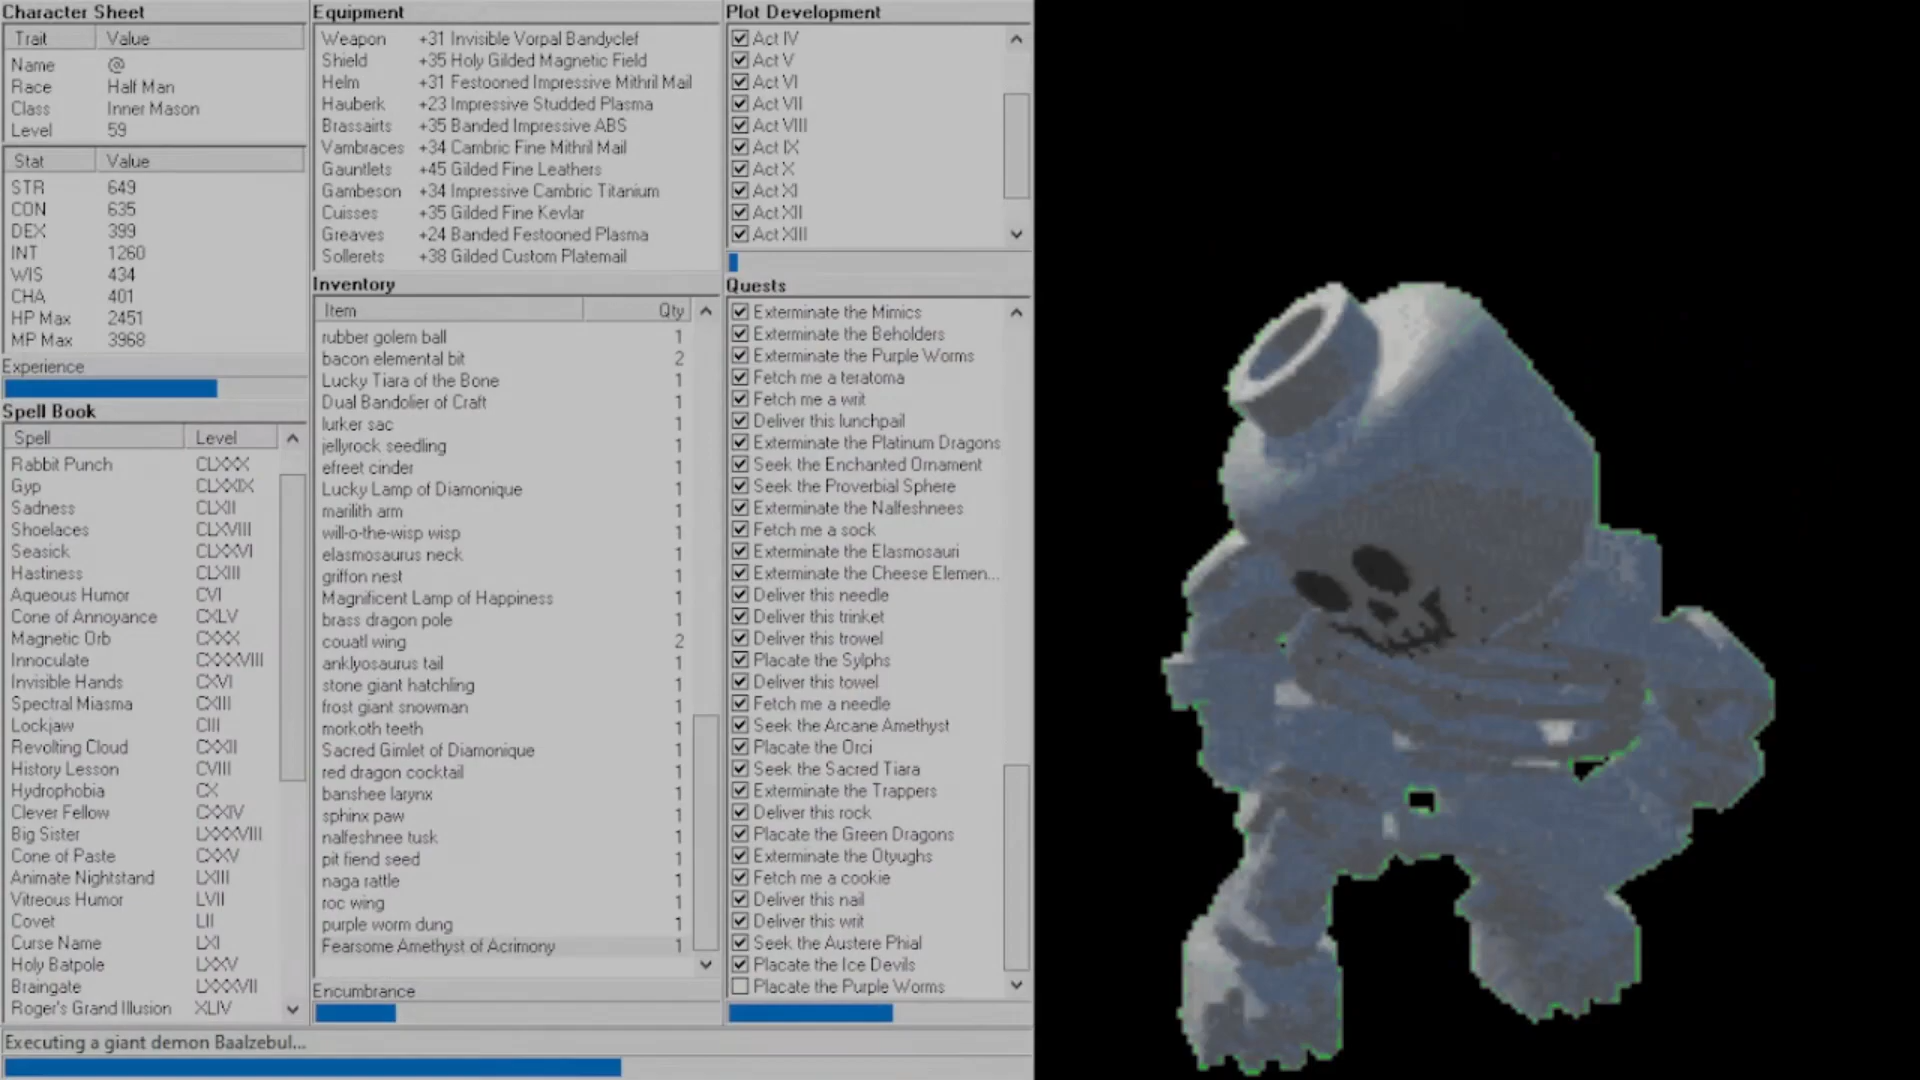 Character Sheet
Trait Value
Name @
Race Half Man
Class Inner Mason
Level 59
Stat Value
STR 649
CON 635
DEX 399
INT 1260
WIS 434
CHA 401
HP Max 2451
MP Max 3968
Experience
Spell Book
Spell Level
Rabbit Punch CLXXX
Gyp CLXXIX
Sadness CLXII
Shoelaces CLXVIII
Seasick CLXXVI
Hastiness CLXIII
Aqueous Humor CVI
Cone of Annoyance CXLV
Magnetic Orb CXXX
Innoculate CXXXVIII
Invisible Hands CXVI
Spectral Miasma CXIII
Lockjaw CIII
Revolting Cloud CXXII
History Lesson CVIII
Hydrophobia CX
Clever Fellow CXXIV
Big Sister LXXXVIII
Cone of Paste CXXV
Animate Nightstand LXIII
Vitreous Humor LVII
Covet LII
Curse Name LXI
Holy Batpole LXXV
Braingate LXXXVII
Roger's Grand Illusion XLIV
Equipment
Weapon +31 Invisible Vorpal Bandyclef
Shield +35 Holy Gilded Magnetic Field
Helm +31 Festooned Impressive Mithril Mail
Hauberk +23 Impressive Studded Plasma
Brassairts +35 Banded Impressive ABS
Vambraces +34 Cambric Fine Mithril Mail
Gauntlets +45 Gilded Fine Leathers
Gambeson +34 Impressive Cambric Titanium
Cuisses +35 Gilded Fine Kevlar
Greaves +24 Banded Festooned Plasma
Sollerets +38 Gilded Custom Platemail
Inventory
Item Qty
rubber golem ball 1
bacon elemental bit 2
Lucky Tiara of the Bone 1
Dual Bandolier of Craft 1
lurker sac 1
jellyrock seedling 1
efreet cinder 1
Lucky Lamp of Diamonique 1
marilith arm 1
will-o-the-wisp wisp 1
elasmosaurus neck 1
griffon nest 1
Magnificent Lamp of Happiness 1
brass dragon pole 1
couatl wing 2
anklyosaurus tail 1
stone giant hatchling 1
frost giant snowman 1
morkoth teeth 1
Sacred Gimlet of Diamonique 1
red dragon cocktail 1
banshee larynx 1
sphinx paw 1
nalfeshnee tusk 1
pit fiend seed 1
naga rattle 1
roc wing 1
purple worm dung 1
Fearsome Amethyst of Acrimony 1
Encumbrance
Plot Development
Act IV
Act V
Act VI
Act VII
Act VIII
Act IX
Act X
Act XI
Act XII
Act XIII
Quests
Exterminate the Mimics
Exterminate the Beholders
Exterminate the Purple Worms
Fetch me a teratoma
Fetch me a writ
Deliver this lunchpail
Exterminate the Platinum Dragons
Seek the Enchanted Ornament
Seek the Proverbial Sphere
Exterminate the Nalfeshnees
Fetch me a sock
Exterminate the Elasmosauri
Exterminate the Cheese Elemen...
Deliver this needle
Deliver this trinket
Deliver this trowel
Placate the Sylphs
Deliver this towel
Fetch me a needle
Seek the Arcane Amethyst
Placate the Orci
Seek the Sacred Tiara
Exterminate the Trappers
Deliver this rock
Placate the Green Dragons
Exterminate the Otyughs
Fetch me a cookie
Deliver this nail
Deliver this writ
Seek the Austere Phial
Placate the Ice Devils
Placate the Purple Worms
Executing a giant demon Baalzebul...